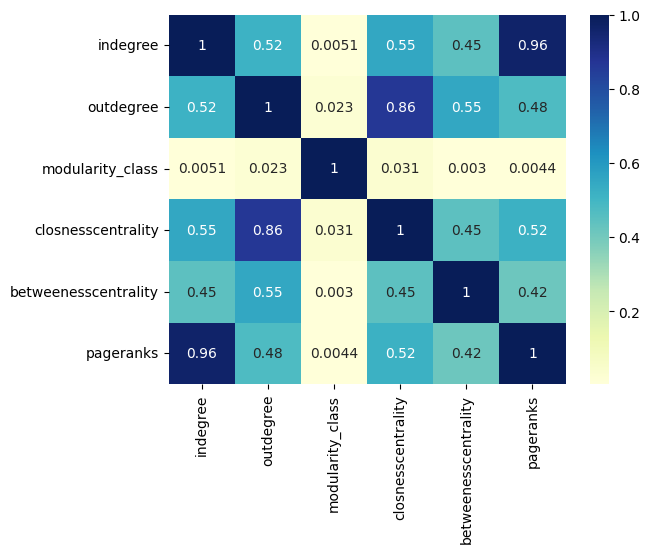 indegree 1 0.52 0.0051 0.55 0.45 0.96
outdegree 0.52 1 0.023 0.86 0.55 0.48
modularity_class 0.0051 0.023 1 0.031 0.003 0.0044
closnesscentrality 0.55 0.86 0.031 1 0.45 0.52
betweenesscentrality 0.45 0.55 0.003 0.45 1 0.42
pageranks 0.96 0.48 0.0044 0.52 0.42 1
indegree
outdegree
modularity_class
closnesscentrality
betweenesscentrality
pageranks
1.0
0.8
0.6
0.4
0.2